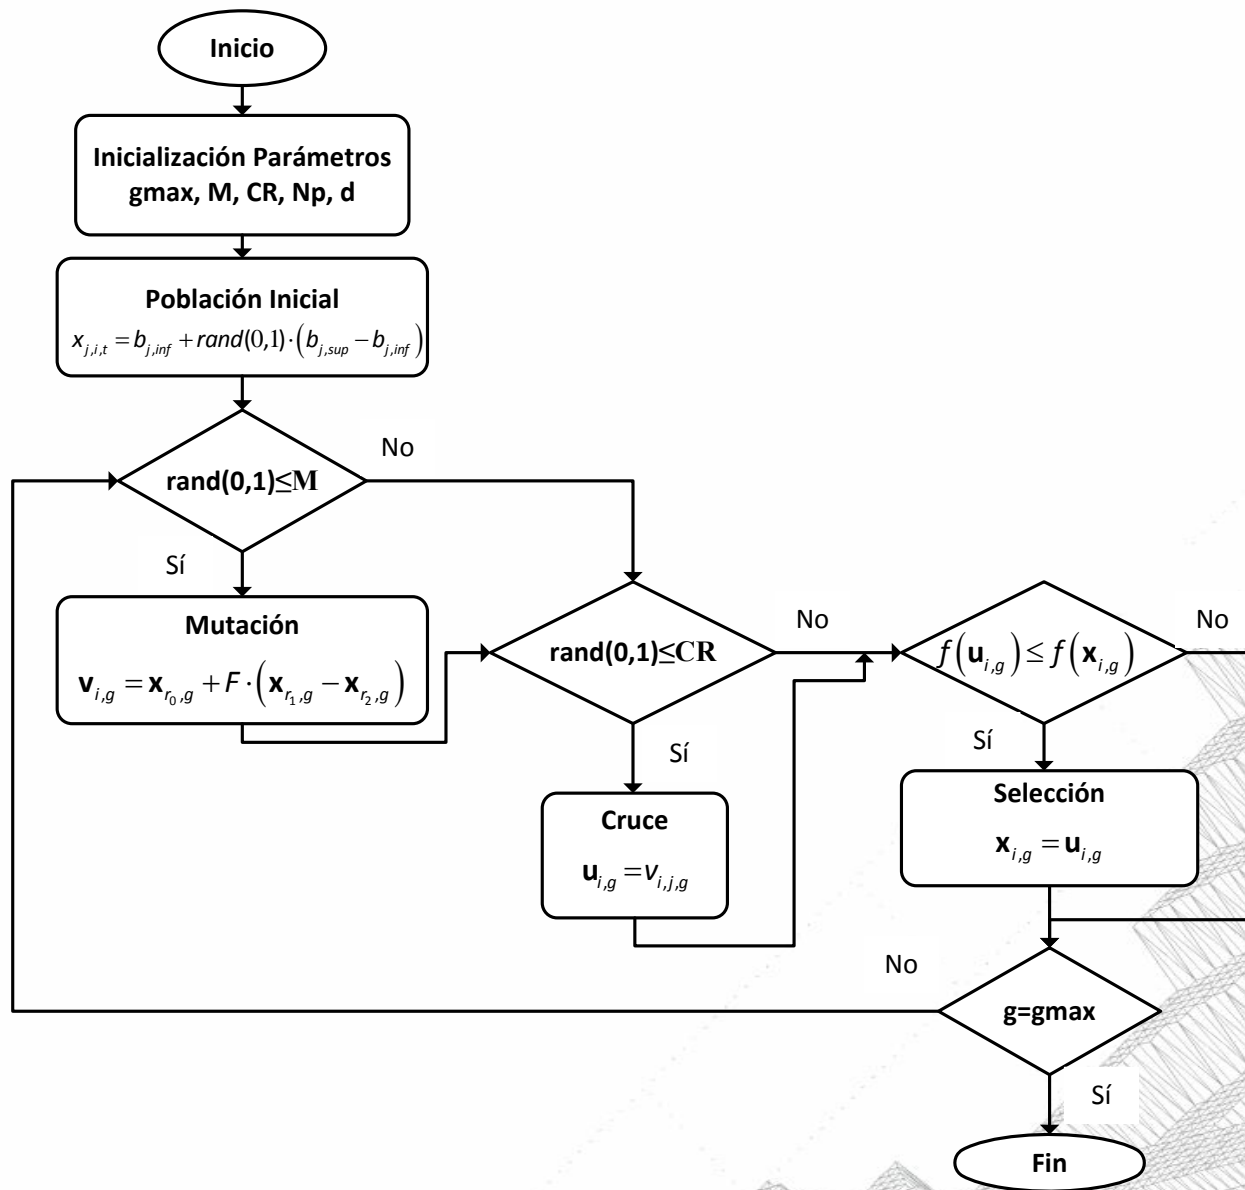 Inicio
Inicialización Parámetros
gmax, M, CR, Np, d
Población Inicial
x_{j,i,t} = b_{j,inf} + rand(0,1)·(b_{j,sup} − b_{j,inf})
No
rand(0,1)≤M
Sí
Mutación
v_{i,g} = x_{r_0,g} + F·(x_{r_1,g} − x_{r_2,g})
No
rand(0,1)≤CR
Sí
Cruce
u_{i,g} = v_{i,j,g}
No
f(u_{i,g}) ≤ f(x_{i,g})
Sí
Selección
x_{i,g} = u_{i,g}
No
g=gmax
Sí
Fin